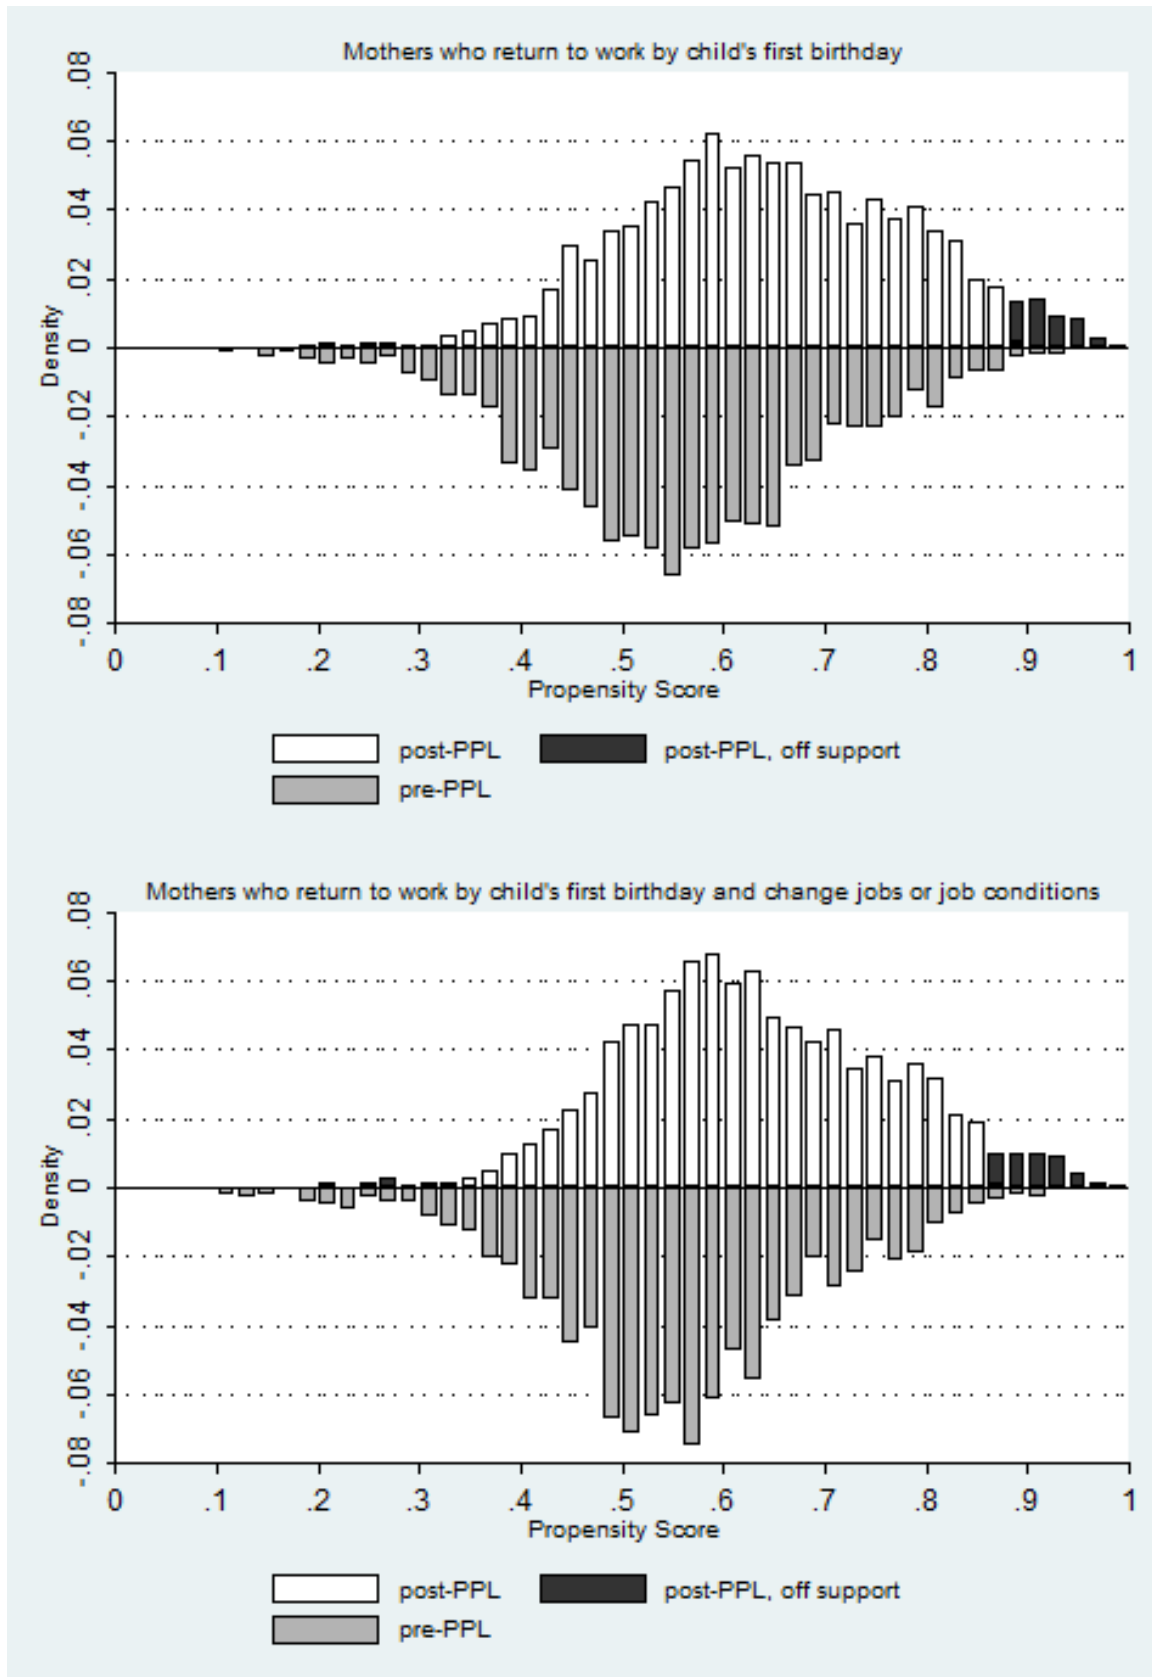 Mothers who return to work by child's first birthday
Density
.08
.06
.04
.02
0
-.02
-.04
-.06
-.08
0 .1 .2 .3 .4 .5 .6 .7 .8 .9 1
Propensity Score
post-PPL post-PPL, off support
pre-PPL
Mothers who return to work by child's first birthday and change jobs or job conditions
Density
.08
.06
.04
.02
0
-.02
-.04
-.06
-.08
0 .1 .2 .3 .4 .5 .6 .7 .8 .9 1
Propensity Score
post-PPL post-PPL, off support
pre-PPL